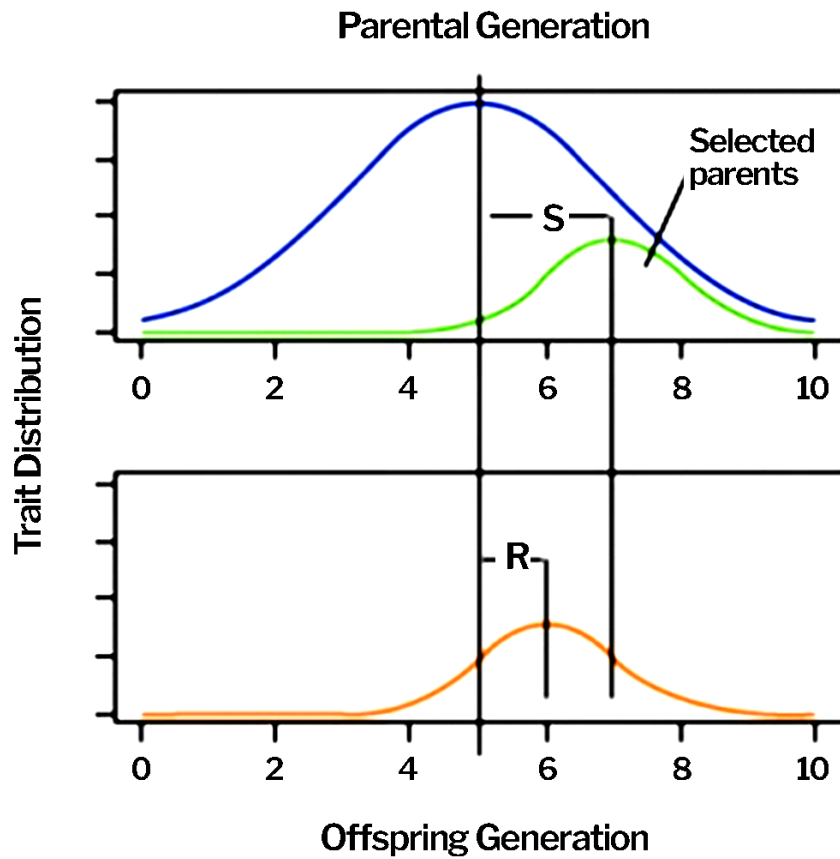 Parental Generation
Selected
parents
S
0 2 4 6 8 10
Trait Distribution
R
0 2 4 6 8 10
Offspring Generation